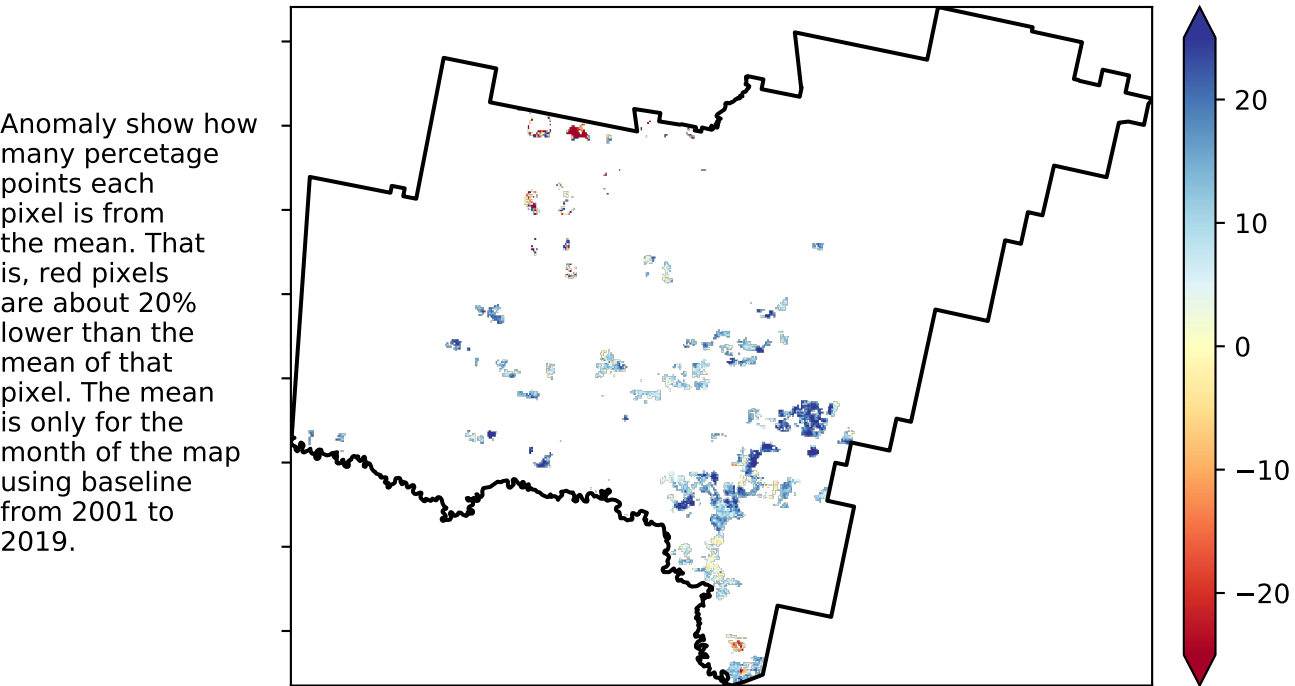 Anomaly show how
many percetage
points each
pixel is from
the mean. That
is, red pixels
are about 20%
lower than the
mean of that
pixel. The mean
is only for the
month of the map
using baseline
from 2001 to
2019.
20
10
0
−10
−20